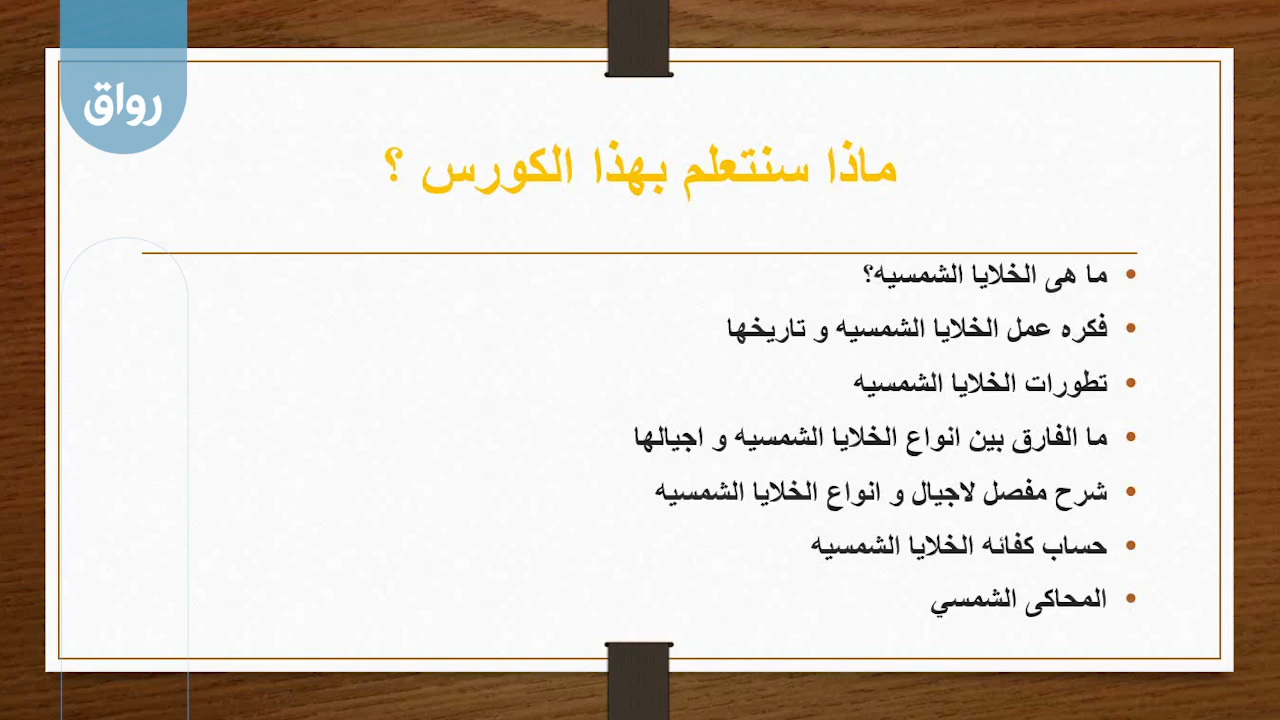 رواق
ماذا سنتعلم بهذا الكورس ؟
• ما هى الخلايا الشمسيه؟
• فكره عمل الخلايا الشمسيه و تاريخها
• تطورات الخلايا الشمسيه
• ما الفارق بين انواع الخلايا الشمسيه و اجيالها
• شرح مفصل لاجيال و انواع الخلايا الشمسيه
• حساب كفائه الخلايا الشمسيه
• المحاكى الشمسي